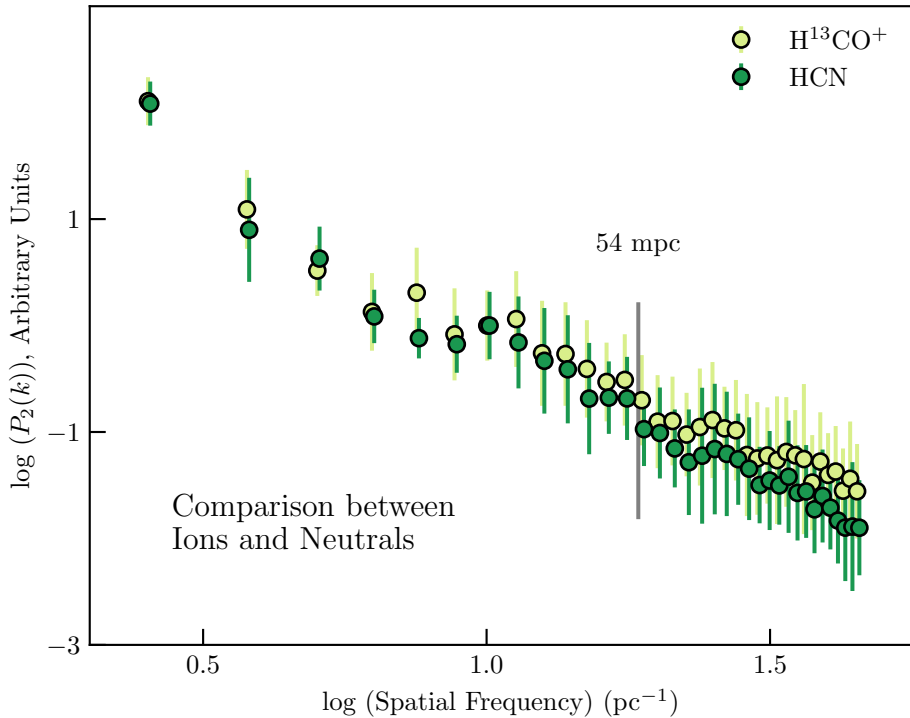 H¹³CO⁺
HCN
1
54 mpc
−1
Comparison between
Ions and Neutrals
−3
0.5 1.0 1.5
log (Spatial Frequency) (pc⁻¹)
log (P₂(k)), Arbitrary Units